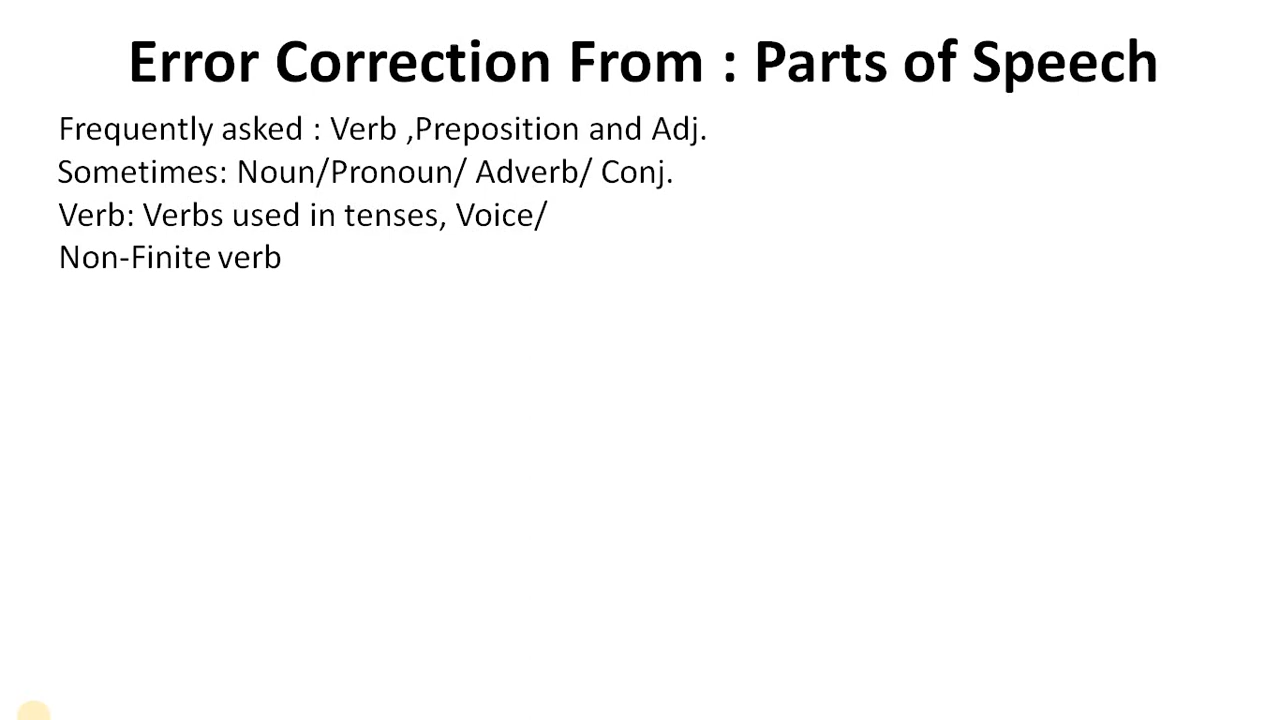 Error Correction From : Parts of Speech
Frequently asked : Verb ,Preposition and Adj.
Sometimes: Noun/Pronoun/ Adverb/ Conj.
Verb: Verbs used in tenses, Voice/
Non-Finite verb